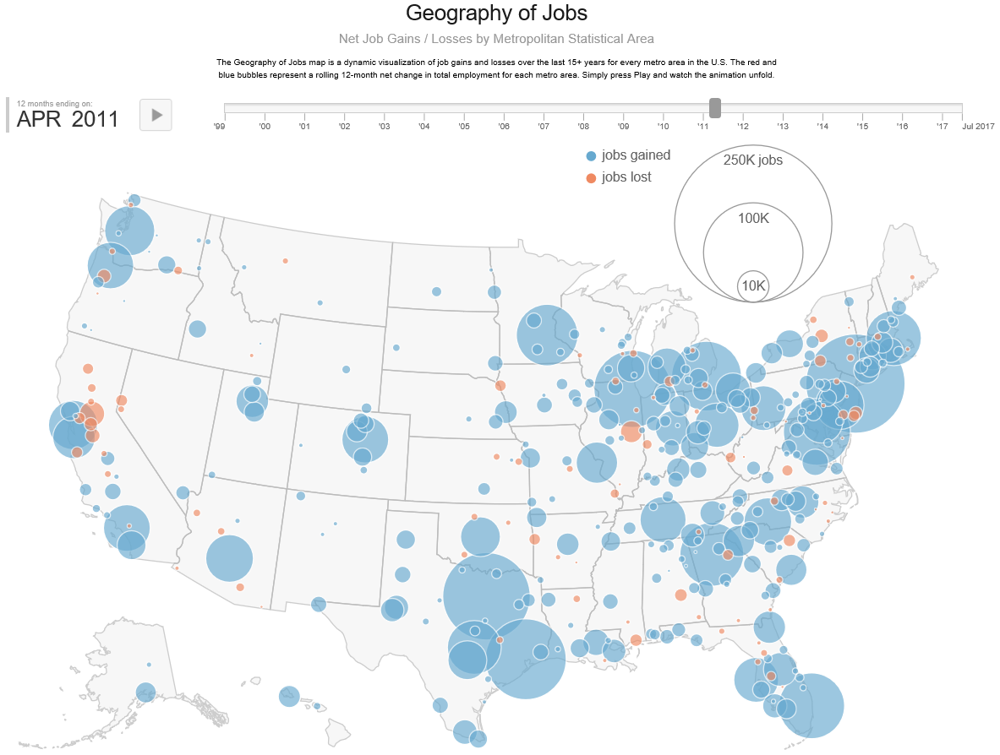 Geography of Jobs
Net Job Gains / Losses by Metropolitan Statistical Area
The Geography of Jobs map is a dynamic visualization of job gains and losses over the last 15+ years for every metro area in the U.S. The red and
blue bubbles represent a rolling 12-month net change in total employment for each metro area. Simply press Play and watch the animation unfold.
12 months ending on:
APR 2011
'99 '00 '01 '02 '03 '04 '05 '06 '07 '08 '09 '10 '11 '12 '13 '14 '15 '16 '17 Jul 2017
jobs gained
jobs lost
250K jobs
100K
10K